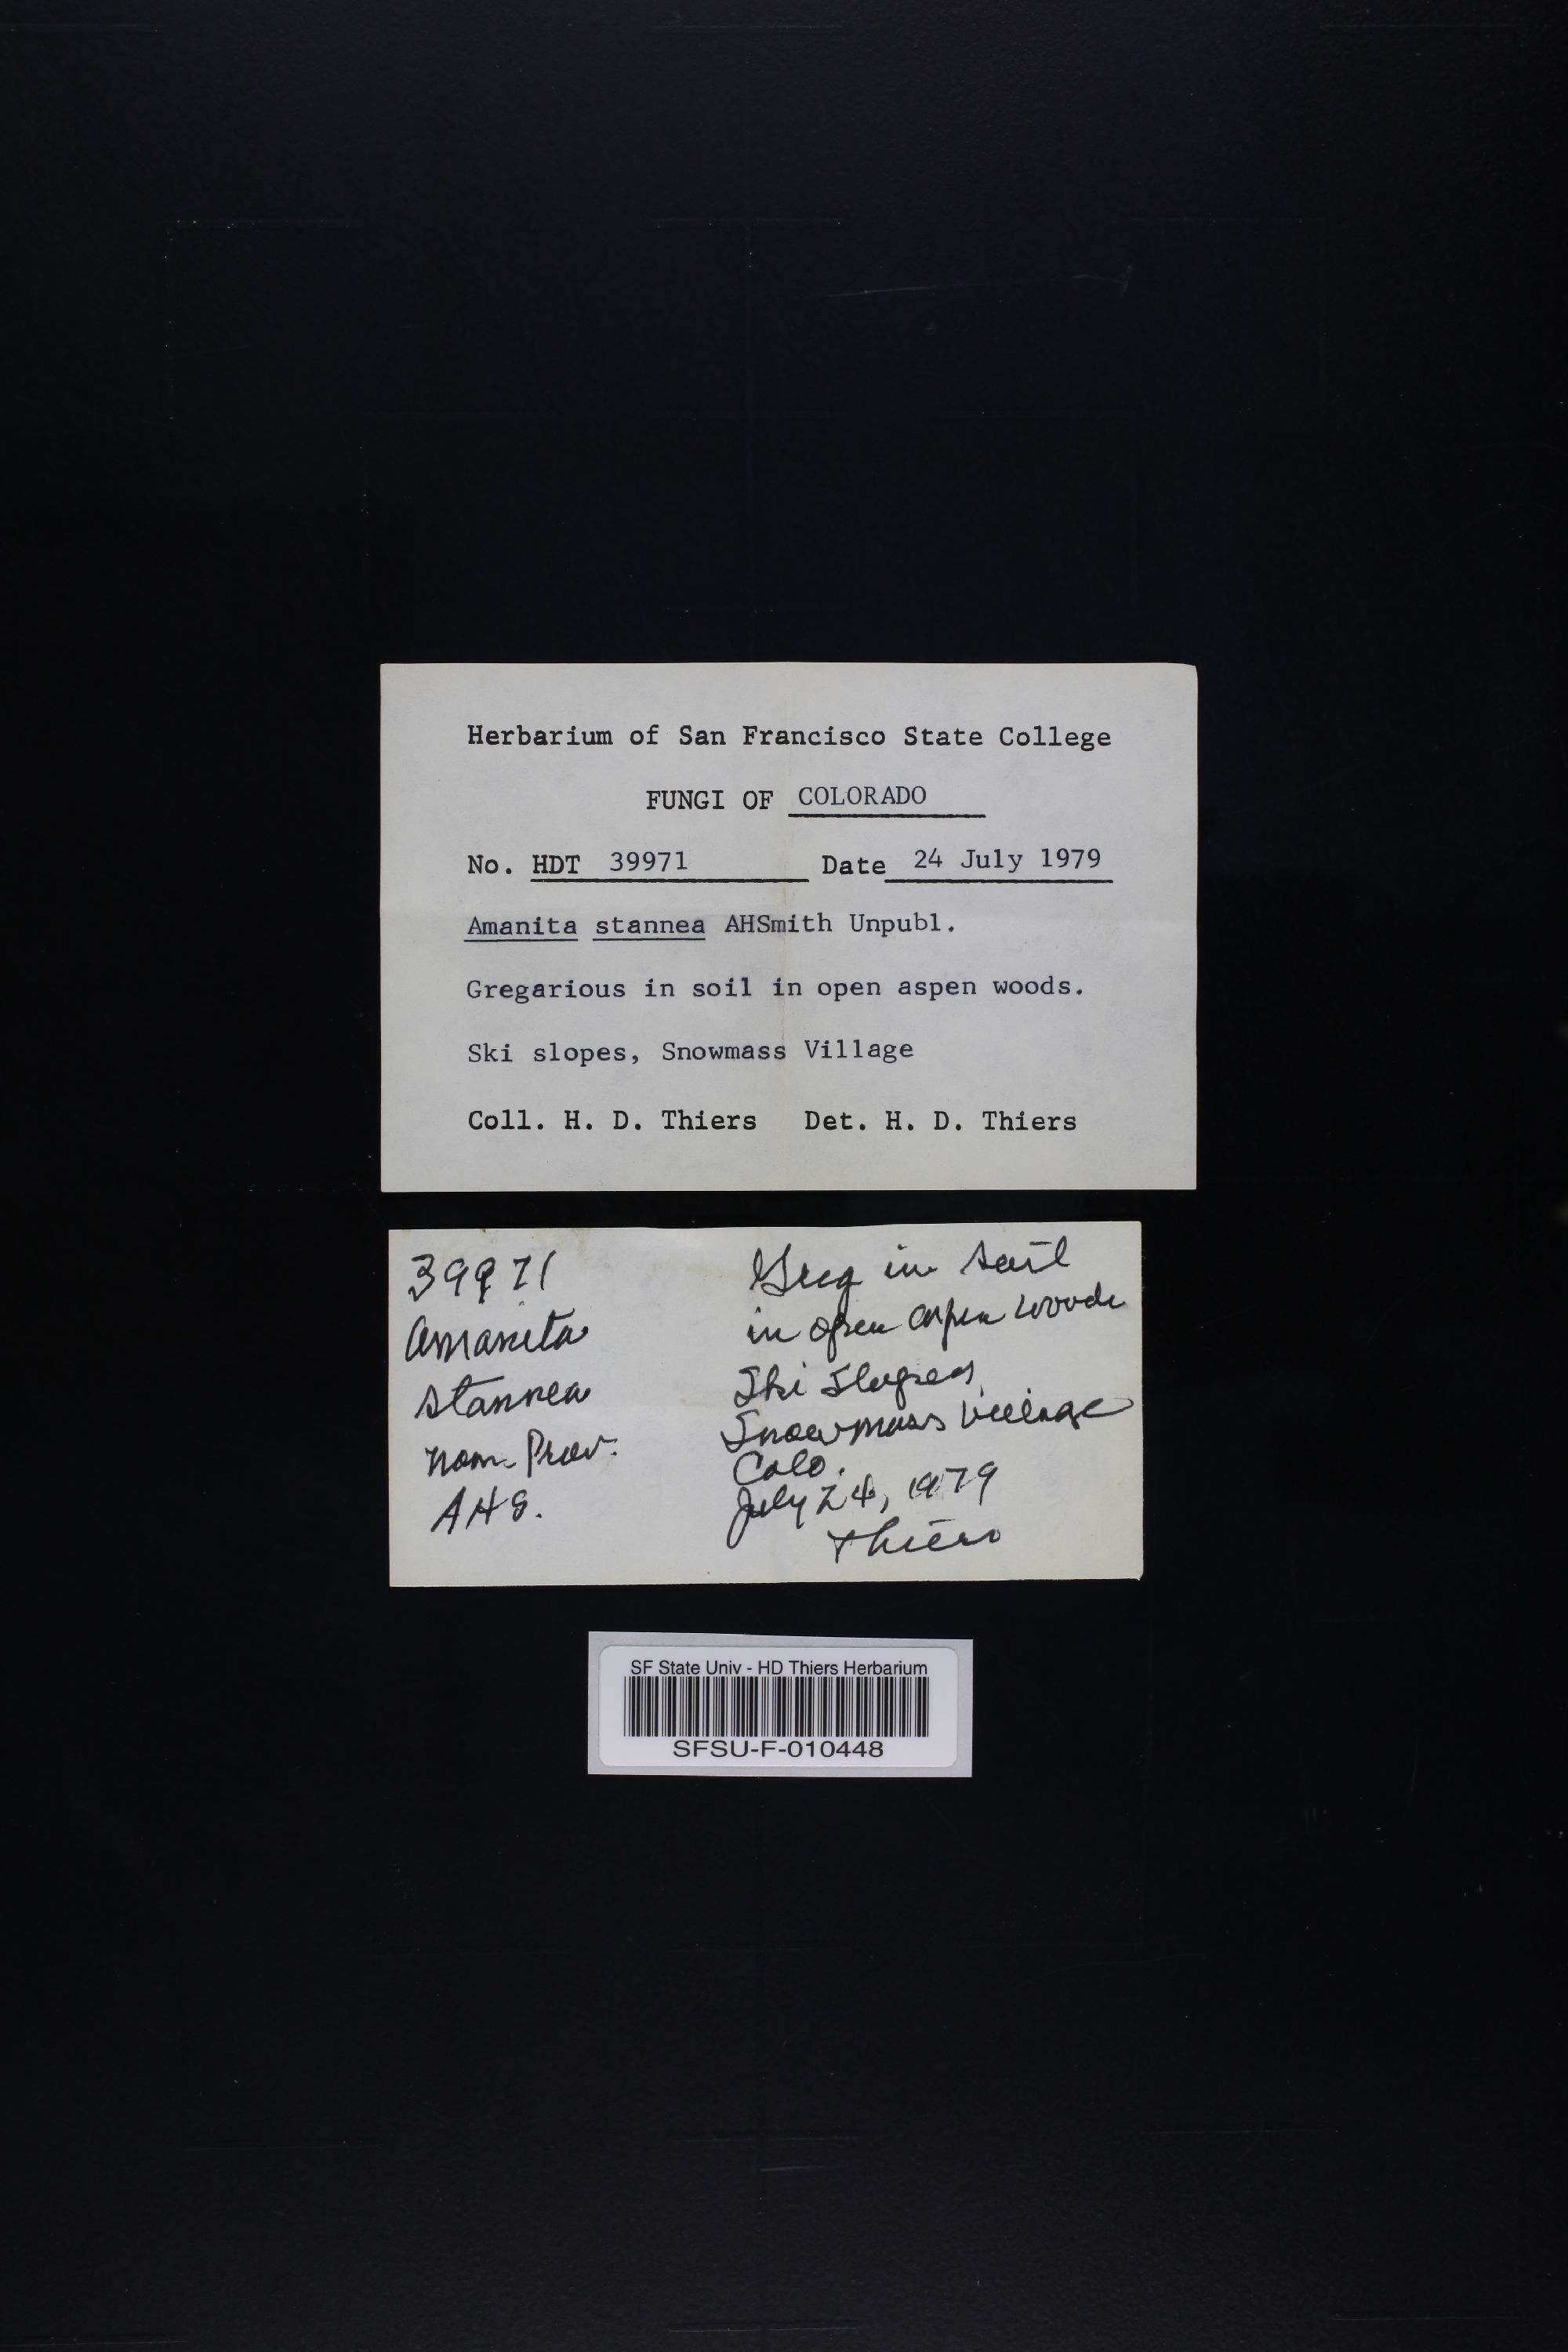 Herbarium of San Francisco State College
FUNGI OF COLORADO
No. HDT 39971 Date 24 July 1979
Amanita stannea AHSmith Unpubl.
Gregarious in soil in open aspen woods.
Ski slopes, Snowmass Village
Coll. H. D. Thiers Det. H. D. Thiers
39971
Amanita
stannea
nom. Prov.
AHS.
Greg in soil
in open aspen woods
Ski Slopes
Snowmass Village
Colo.
July 24, 1979
Thiers
SF State Univ - HD Thiers Herbarium
SFSU-F-010448